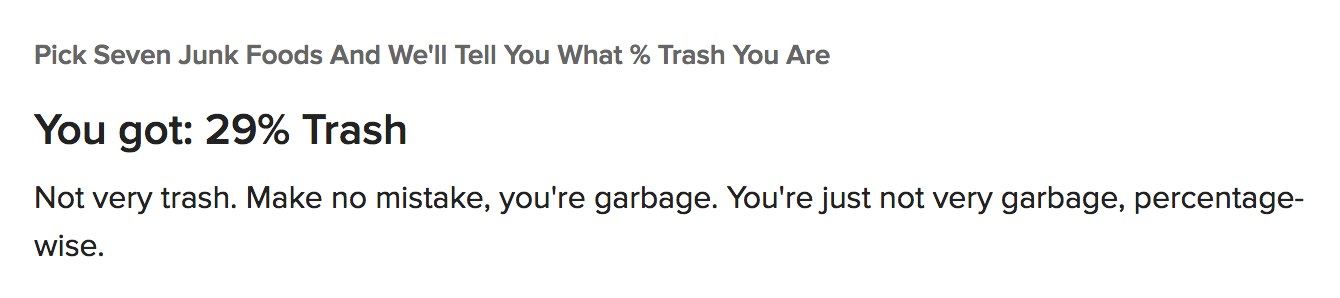 Pick Seven Junk Foods And We'll Tell You What % Trash You Are
You got: 29% Trash
Not very trash. Make no mistake, you're garbage. You're just not very garbage, percentage-
wise.